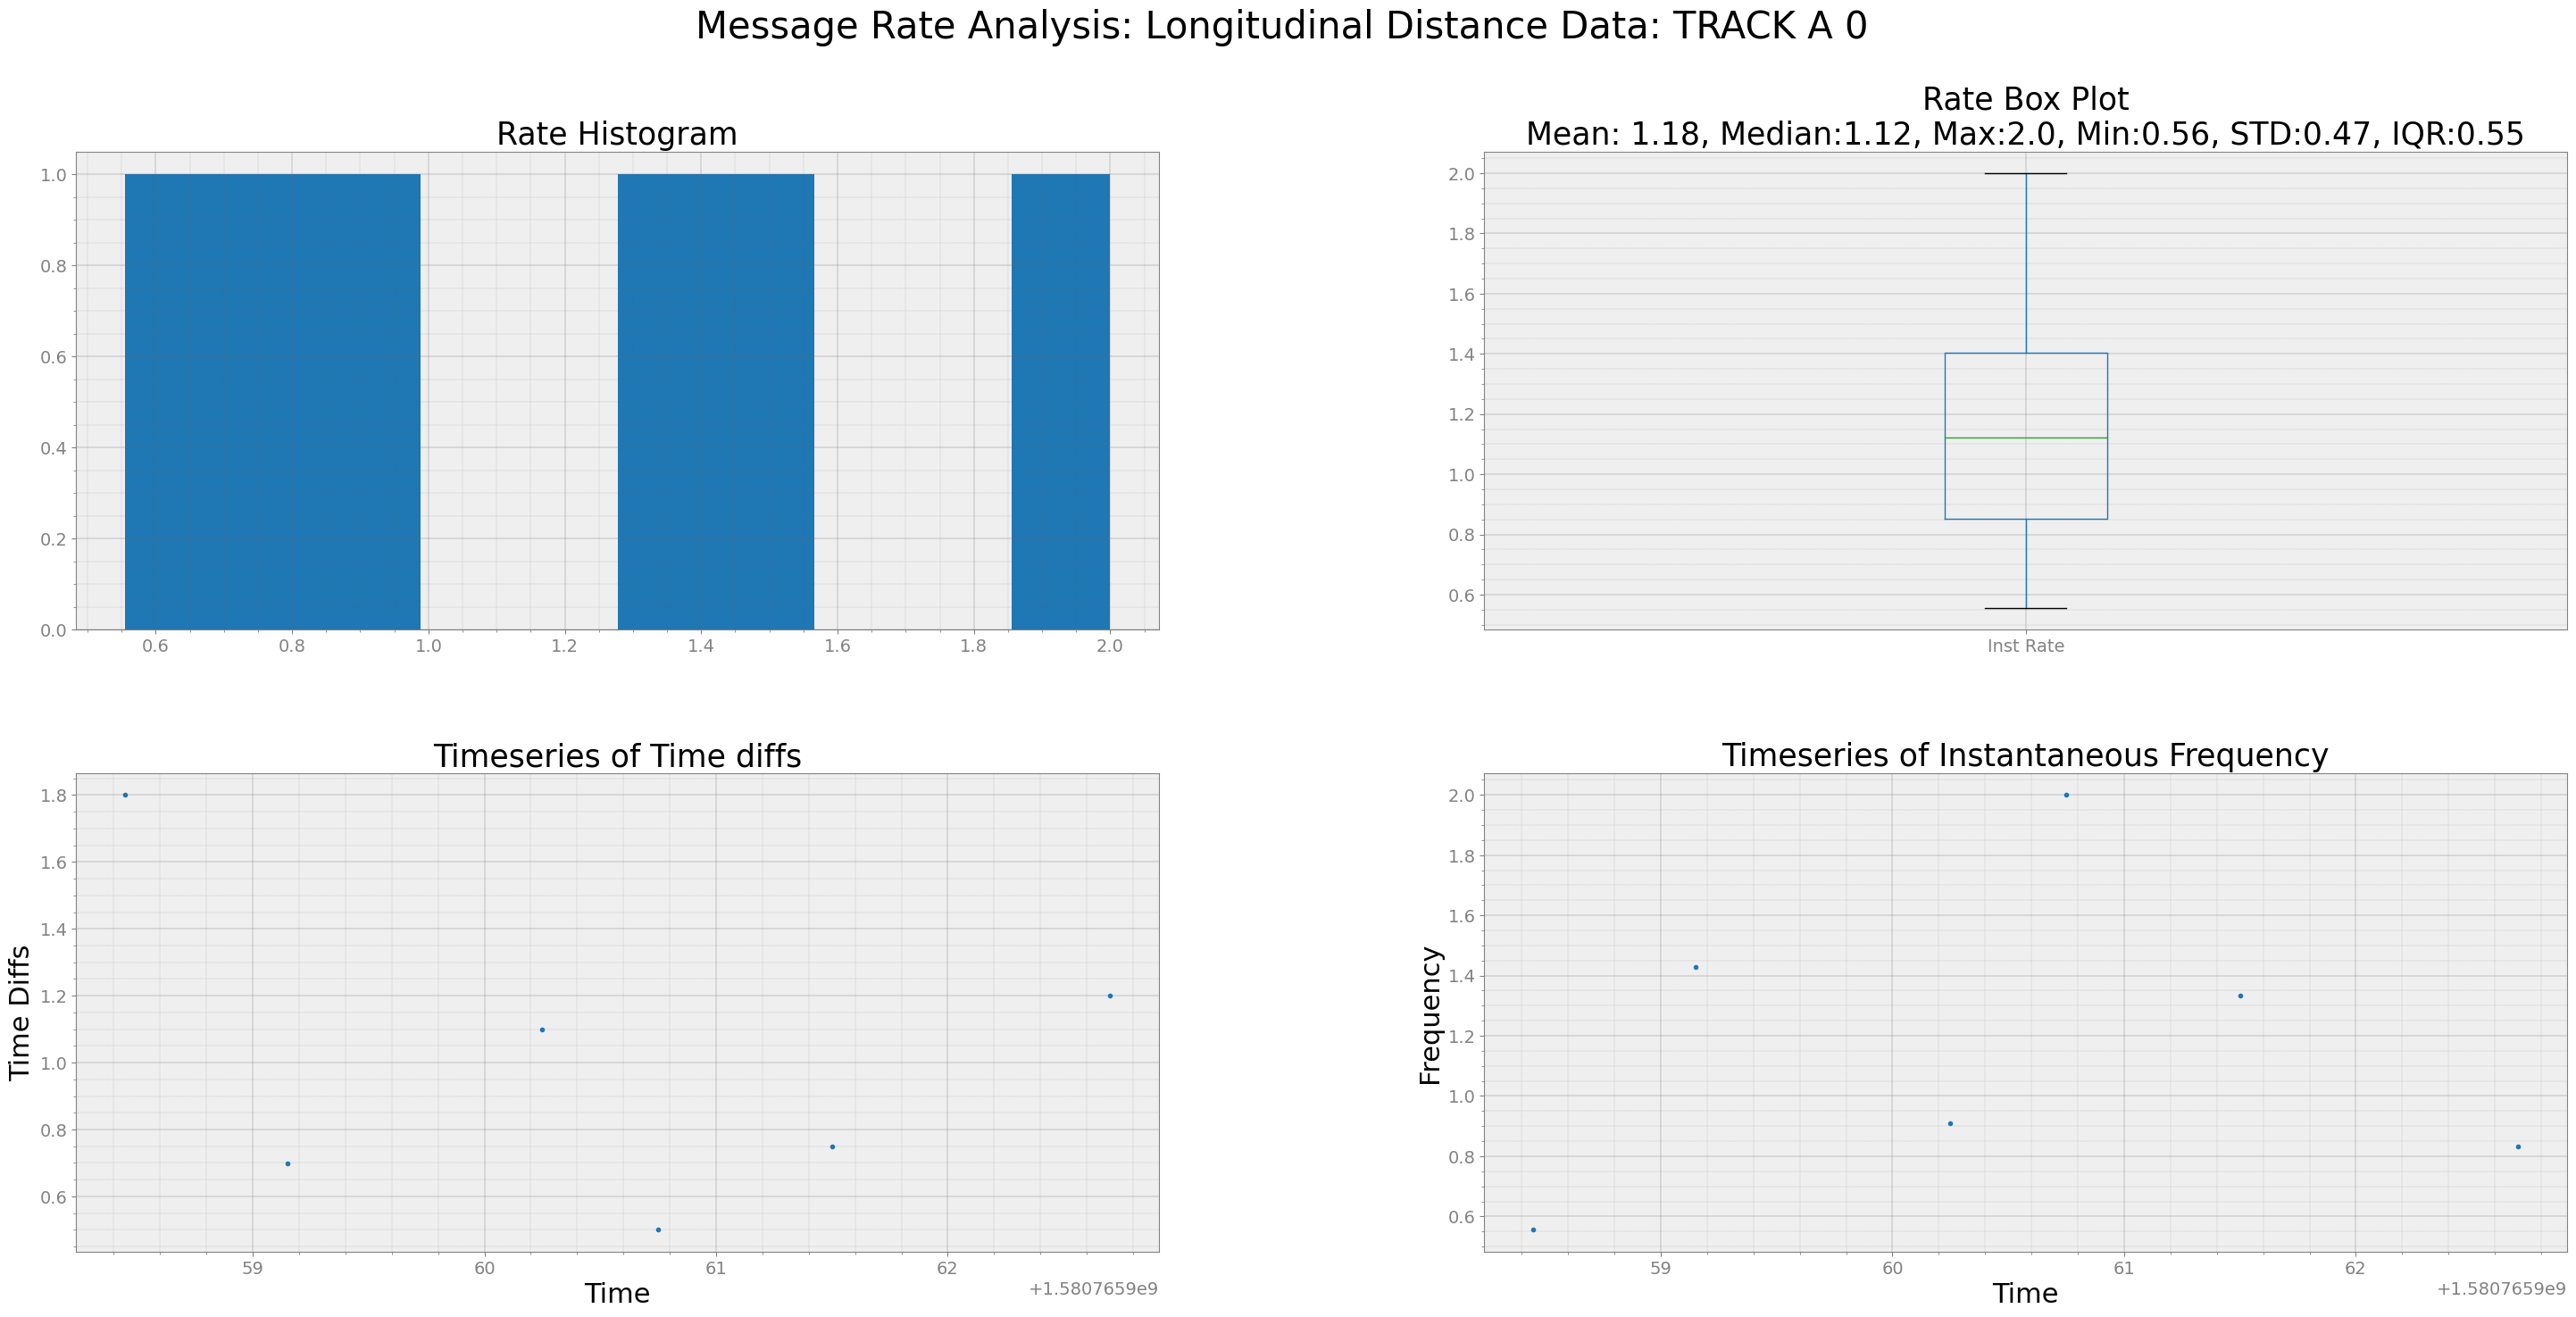 Message Rate Analysis: Longitudinal Distance Data: TRACK A 0
Rate Histogram
1.0
0.8
0.6
0.4
0.2
0.0
0.6 0.8 1.0 1.2 1.4 1.6 1.8 2.0
Rate Box Plot
Mean: 1.18, Median:1.12, Max:2.0, Min:0.56, STD:0.47, IQR:0.55
2.0
1.8
1.6
1.4
1.2
1.0
0.8
0.6
Inst Rate
Timeseries of Time diffs
Time Diffs
1.8
1.6
1.4
1.2
1.0
0.8
0.6
59 60 61 62
+1.5807659e9
Time
Timeseries of Instantaneous Frequency
Frequency
2.0
1.8
1.6
1.4
1.2
1.0
0.8
0.6
59 60 61 62
+1.5807659e9
Time